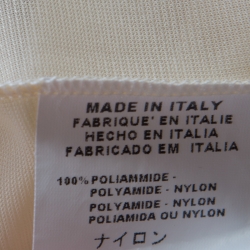 MADE IN ITALY
FABRIQUE' EN ITALIE
HECHO EN ITALIA
FABRICADO EM ITALIA
100% POLIAMMIDE -
POLYAMIDE - NYLON
POLYAMIDE - NYLON -
POLIAMIDA OU NYLON
ナイロン